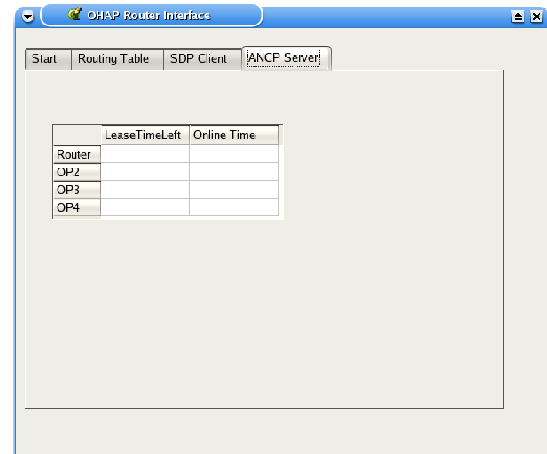 OHAP Router Interface
Start Routing Table SDP Client ANCP Server
LeaseTimeLeft Online Time
Router
OP2
OP3
OP4